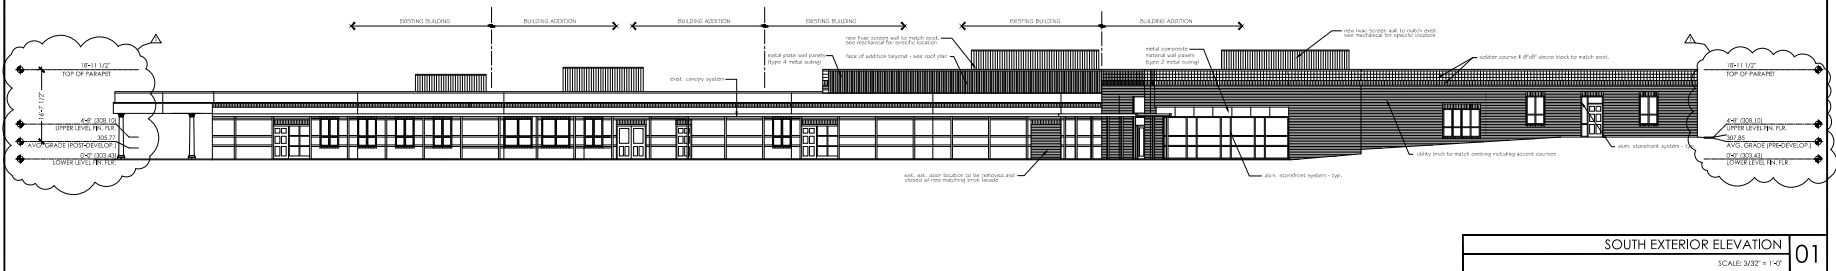 EXISTING BUILDING
BUILDING ADDITION
BUILDING ADDITION
EXISTING BUILDING
EXISTING BUILDING
BUILDING ADDITION
new hvac screen wall to match exist.
see mechanical for specific location
metal plate wall panels
(type 4 metal siding)
face of addition beyond - see roof plan
exist. canopy system
metal composite
material wall panels
(type 2 metal siding)
new hvac screen wall to match exist.
see mechanical for specific location
soldier course & 8"x8" decro block to match exist.
18'-11 1/2"
TOP OF PARAPET
16'-7 1/2"
4'-8" (308.10)
UPPER LEVEL FIN. FLR.
305.77
AVG. GRADE (POST-DEVELOP.)
0'-0" (303.43)
LOWER LEVEL FIN. FLR.
18'-11 1/2"
TOP OF PARAPET
4'-8" (308.10)
UPPER LEVEL FIN. FLR.
307.85
AVG. GRADE (PRE-DEVELOP.)
0'-0" (303.43)
LOWER LEVEL FIN. FLR.
alum. storefront system - typ.
utility brick to match existing including accent courses
exist. ext. door location to be removed and
closed w/ new matching brick facade
alum. storefront system - typ.
SOUTH EXTERIOR ELEVATION
01
SCALE: 3/32" = 1'-0"